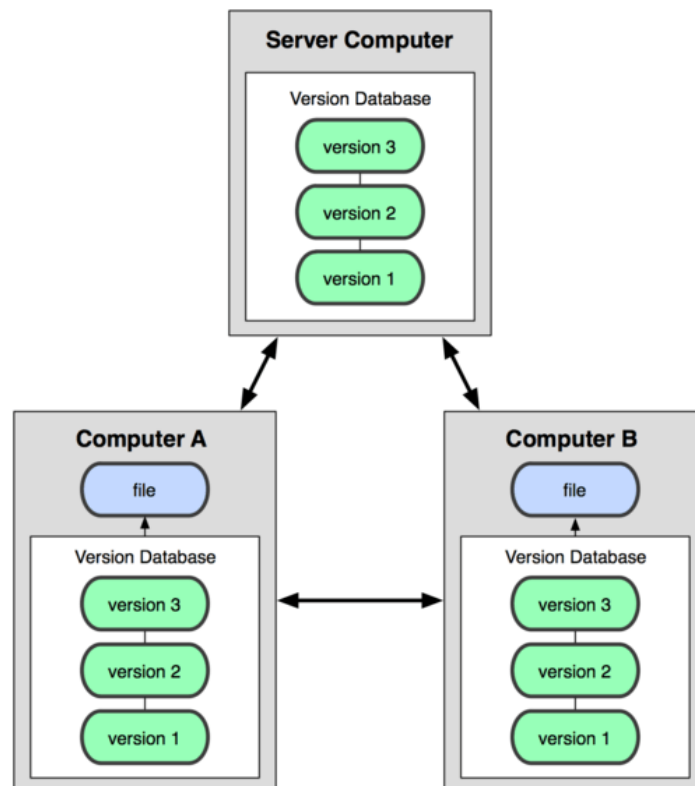 Server Computer
Version Database
version 3
version 2
version 1
Computer A
file
Version Database
version 3
version 2
version 1
Computer B
file
Version Database
version 3
version 2
version 1